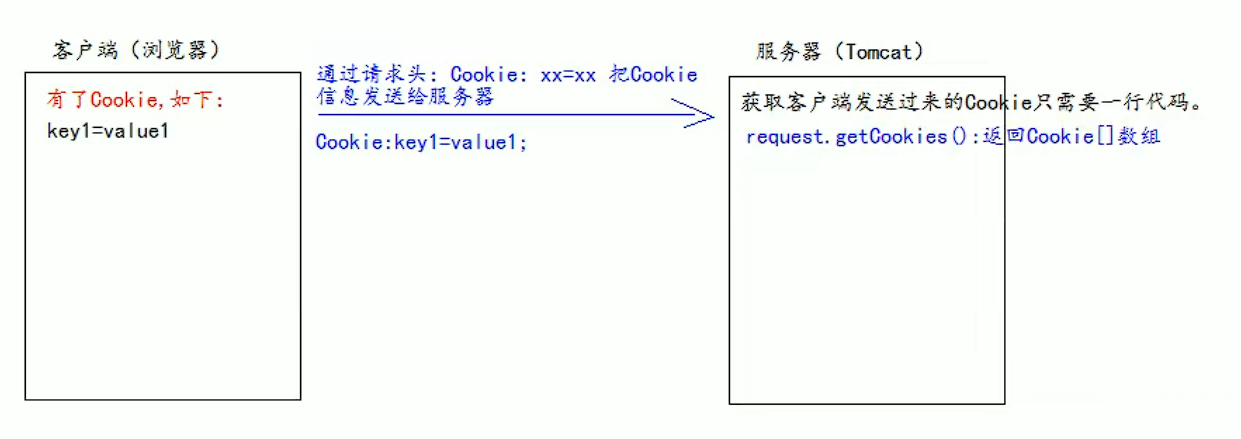 客户端（浏览器）
有了Cookie,如下:
key1=value1
通过请求头: Cookie: xx=xx 把Cookie
信息发送给服务器
Cookie:key1=value1;
服务器（Tomcat）
获取客户端发送过来的Cookie只需要一行代码。
request.getCookies():返回Cookie[]数组